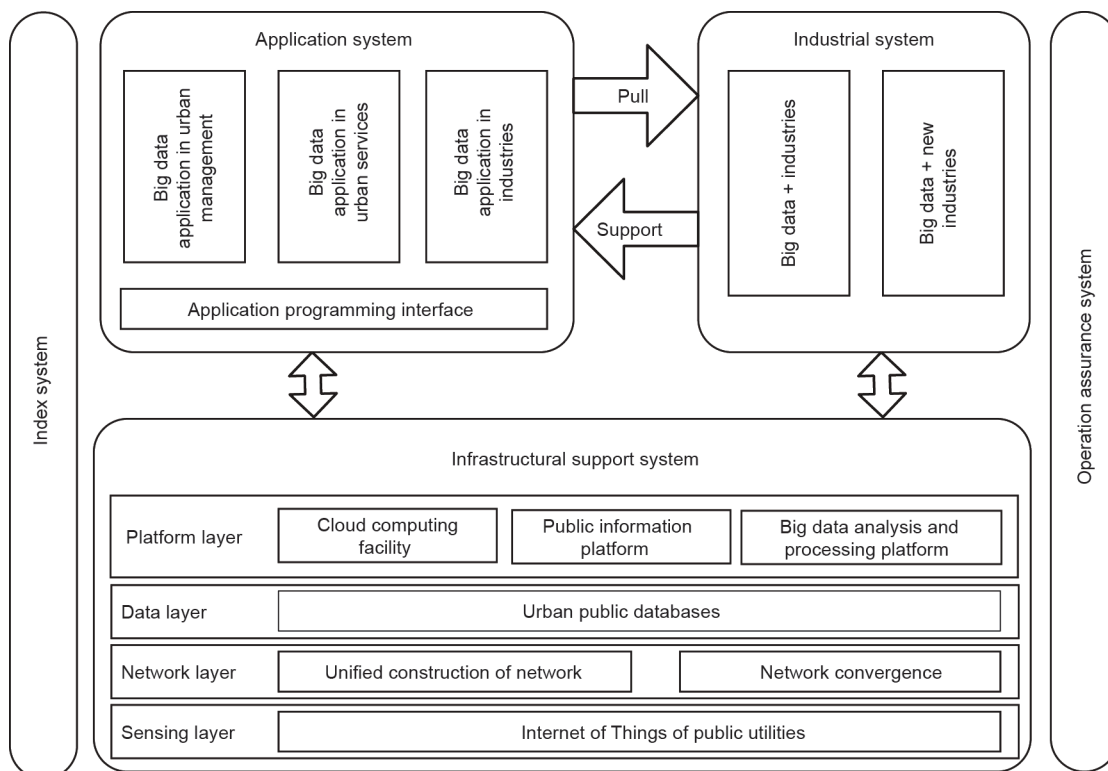 Index system
Application system
Big data
application in urban
management
Big data
application in
urban services
Big data
application in
industries
Application programming interface
Pull
Support
Industrial system
Big data + industries
Big data + new
industries
Operation assurance system
Infrastructural support system
Platform layer
Cloud computing
facility
Public information
platform
Big data analysis and
processing platform
Data layer
Urban public databases
Network layer
Unified construction of network
Network convergence
Sensing layer
Internet of Things of public utilities